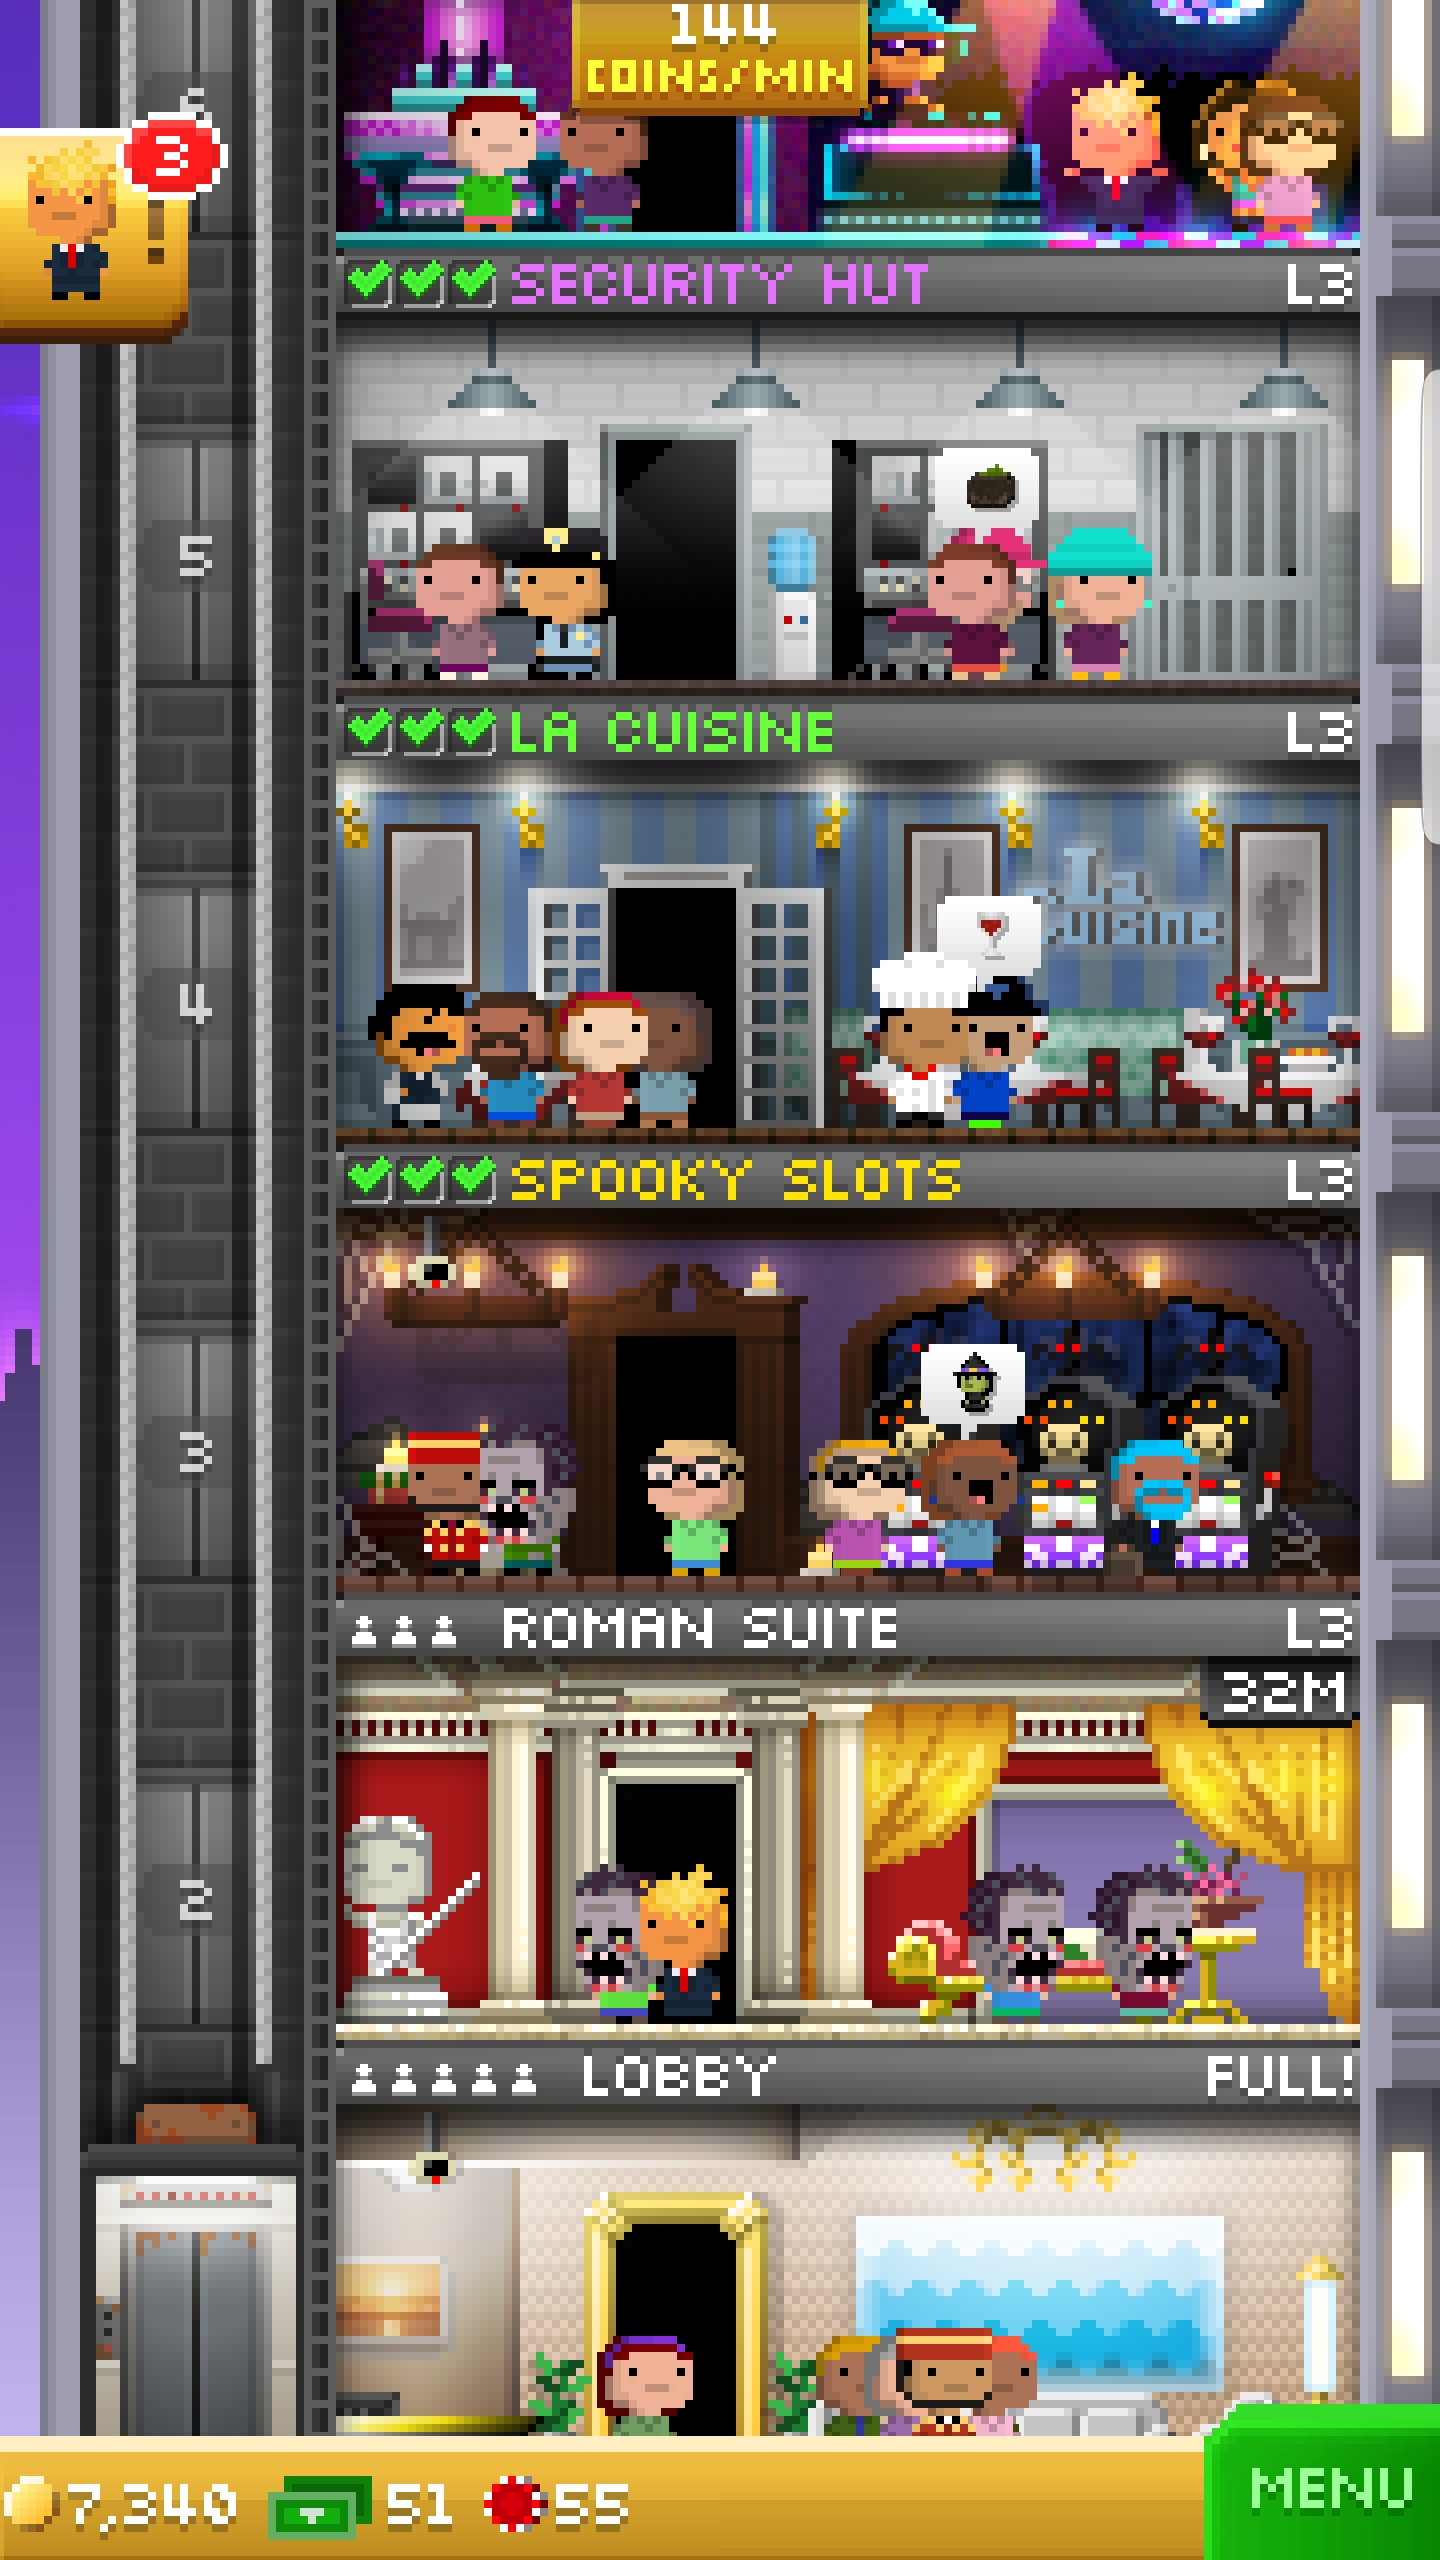 144
COINS/MIN
3
SECURITY HUT L3
5
LA CUISINE L3
La
Cuisine
4
SPOOKY SLOTS L3
3
ROMAN SUITE L3
32M
2
LOBBY FULL!
7,340 51 55
MENU